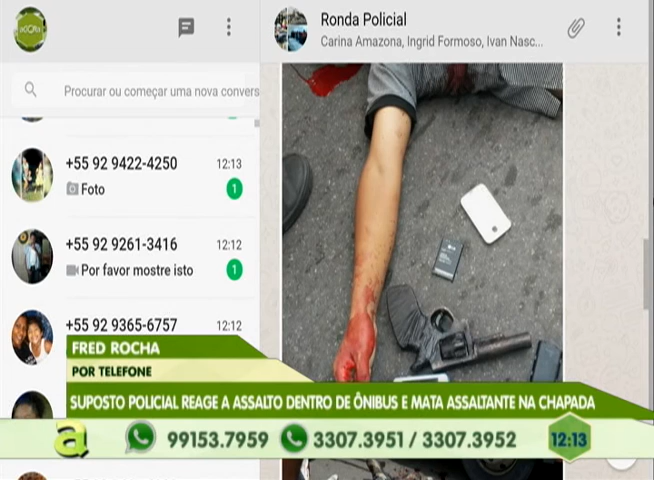 Ronda Policial
Carina Amazona, Ingrid Formoso, Ivan Nasc...
Procurar ou começar uma nova convers
+55 92 9422-4250 12:13
Foto 1
+55 92 9261-3416 12:12
Por favor mostre isto 1
+55 92 9365-6757 12:12
FRED ROCHA
POR TELEFONE
SUPOSTO POLICIAL REAGE A ASSALTO DENTRO DE ÔNIBUS E MATA ASSALTANTE NA CHAPADA
a 99153.7959 3307.3951 / 3307.3952 12:13